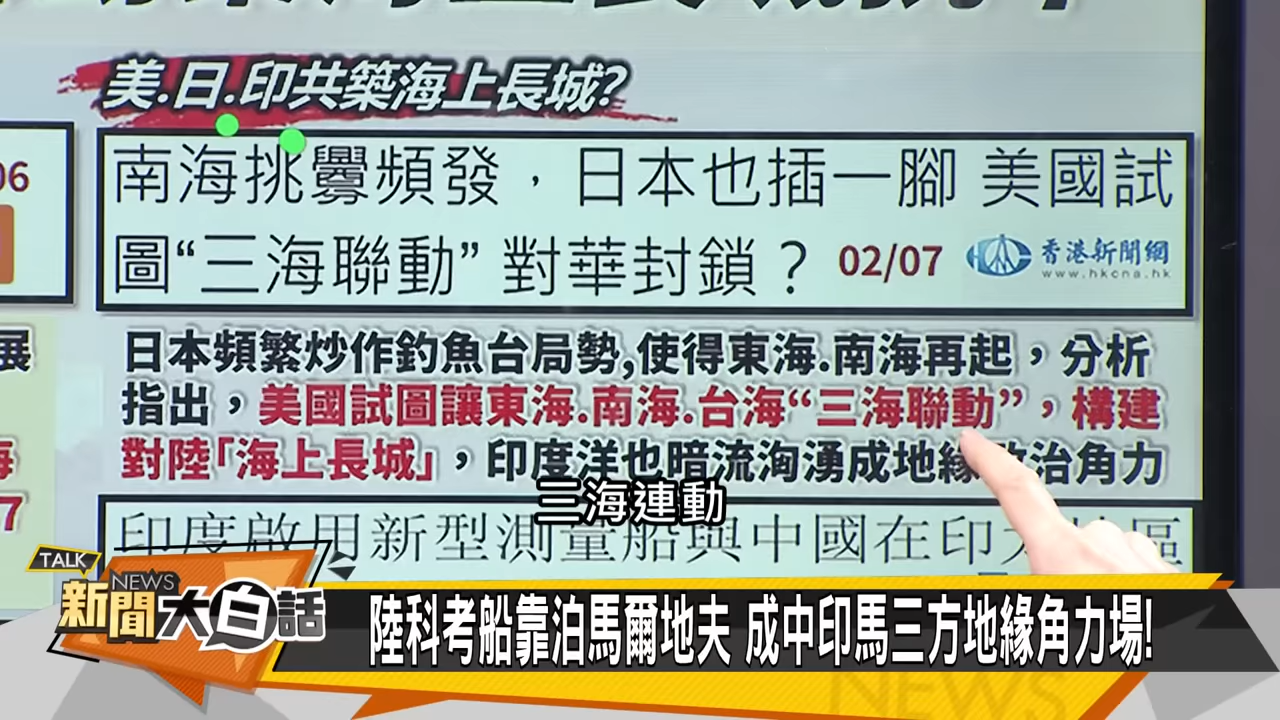 美.日.印共築海上長城?
06
南海挑釁頻發，日本也插一腳 美國試
圖“三海聯動” 對華封鎖？ 02/07 香港新聞網
www.hkcna.hk
展
日本頻繁炒作釣魚台局勢,使得東海.南海再起，分析
指出，美國試圖讓東海.南海.台海“三海聯動”，構建
對陸「海上長城」，印度洋也暗流洶湧成地緣政治角力
7
三海連動
印度啟用新型測量船與中國在印太地區
TALK
NEWS
新聞大白話
陸科考船靠泊馬爾地夫 成中印馬三方地緣角力場!
NEWS